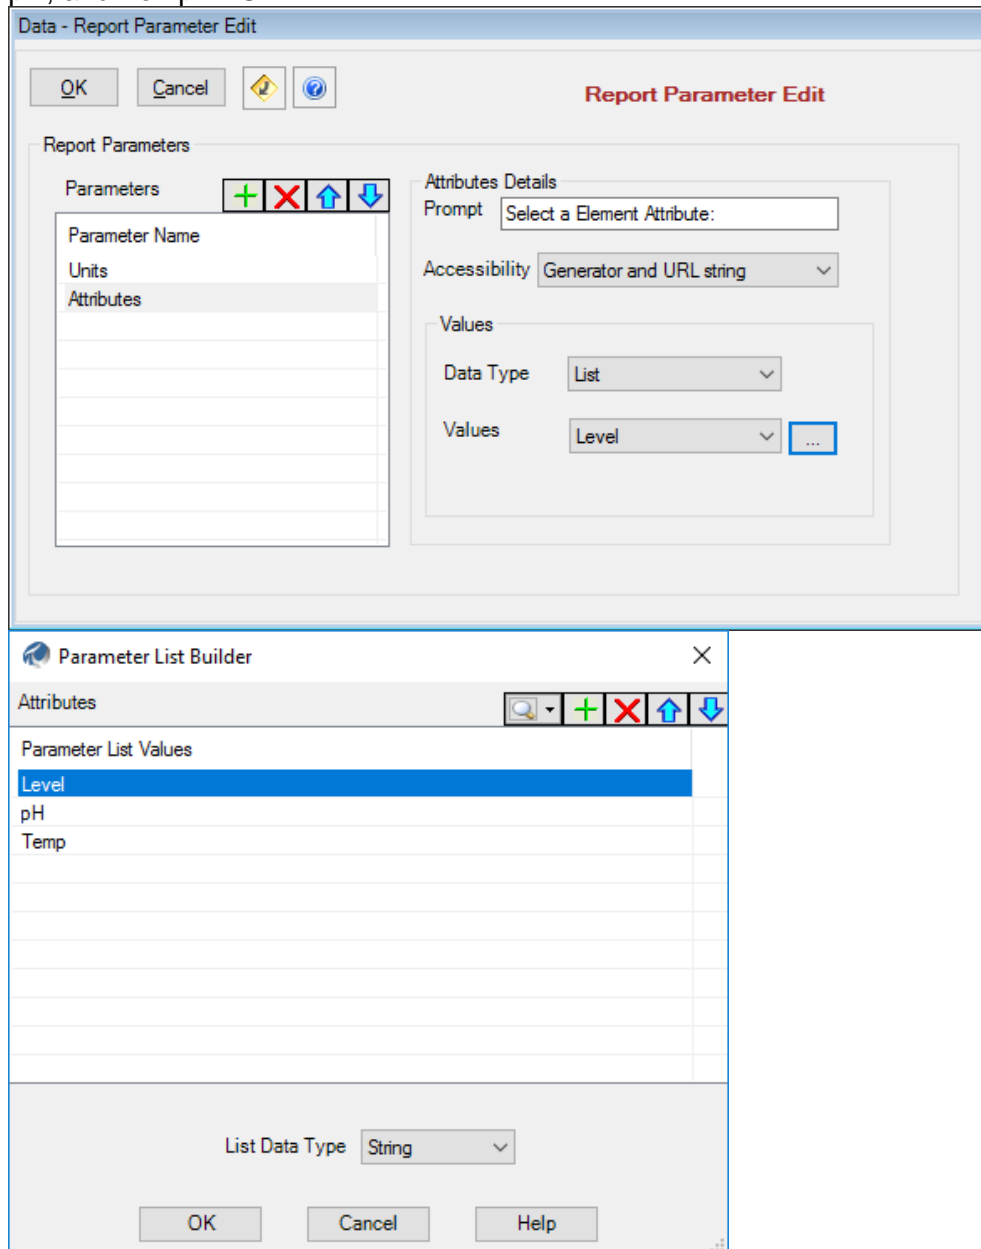 Data - Report Parameter Edit
OK Cancel
Report Parameter Edit
Report Parameters
Parameters
Parameter Name
Units
Attributes
Attributes Details
Prompt Select a Element Attribute:
Accessibility Generator and URL string
Values
Data Type List
Values Level ...
Parameter List Builder
Attributes
Parameter List Values
Level
pH
Temp
List Data Type String
OK Cancel Help